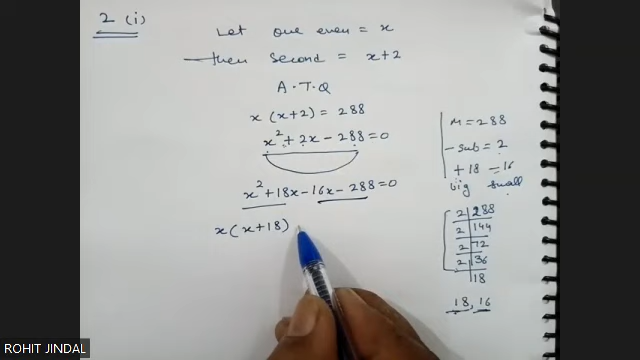 2 (i)
Let one even = x
then second = x+2
A.T.Q
x (x+2) = 288
x² + 2x - 288 = 0
x² + 18x - 16x - 288 = 0
x ( x+18)
M = 288
- sub = 2
+18 -16
big small
2 | 288
2 | 144
2 | 72
2 | 36
18
18, 16
ROHIT JINDAL